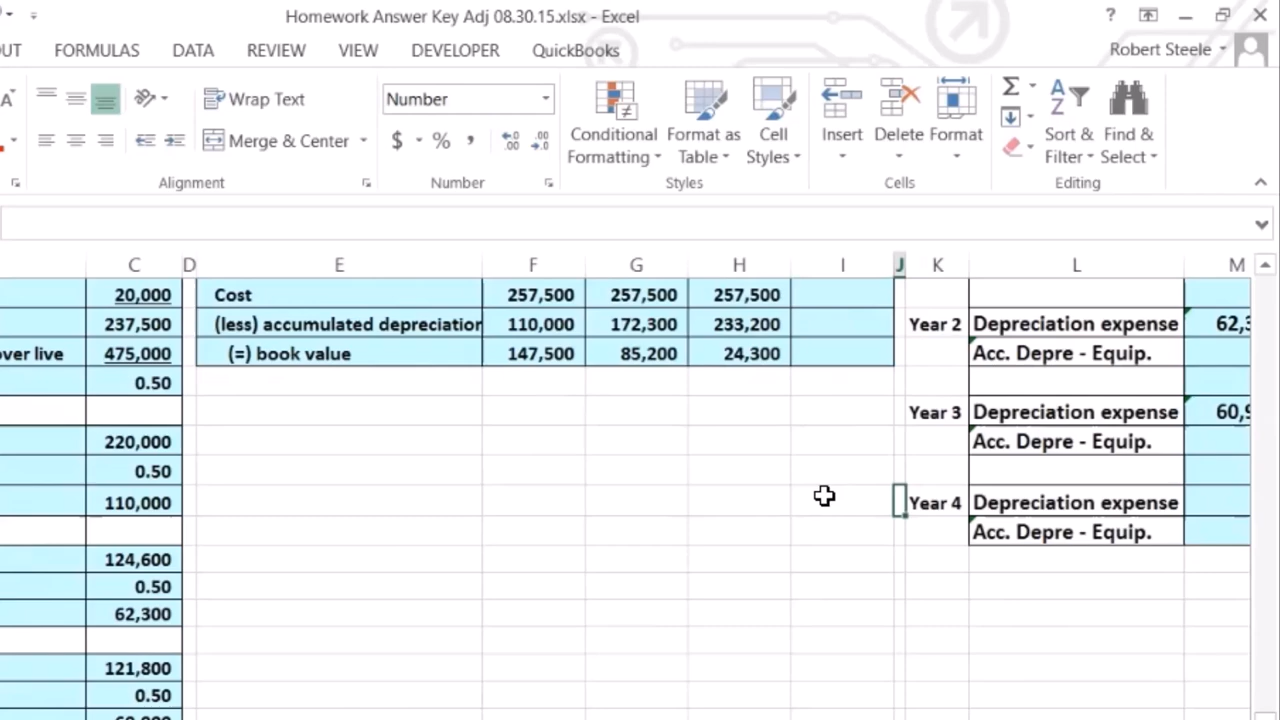 Homework Answer Key Adj 08.30.15.xlsx - Excel
OUT FORMULAS DATA REVIEW VIEW DEVELOPER QuickBooks Robert Steele
Wrap Text
Merge & Center
Alignment
Number
$ % ,
Number
Conditional Formatting
Format as Table
Cell Styles
Styles
Insert
Delete
Format
Cells
Sort & Filter
Find & Select
Editing
C D E F G H I J K L M
20,000 Cost 257,500 257,500 257,500
237,500 (less) accumulated depreciation 110,000 172,300 233,200 Year 2 Depreciation expense 62,3
over live 475,000 (=) book value 147,500 85,200 24,300 Acc. Depre - Equip.
0.50
Year 3 Depreciation expense 60,9
220,000 Acc. Depre - Equip.
0.50
110,000 Year 4 Depreciation expense
Acc. Depre - Equip.
124,600
0.50
62,300
121,800
0.50